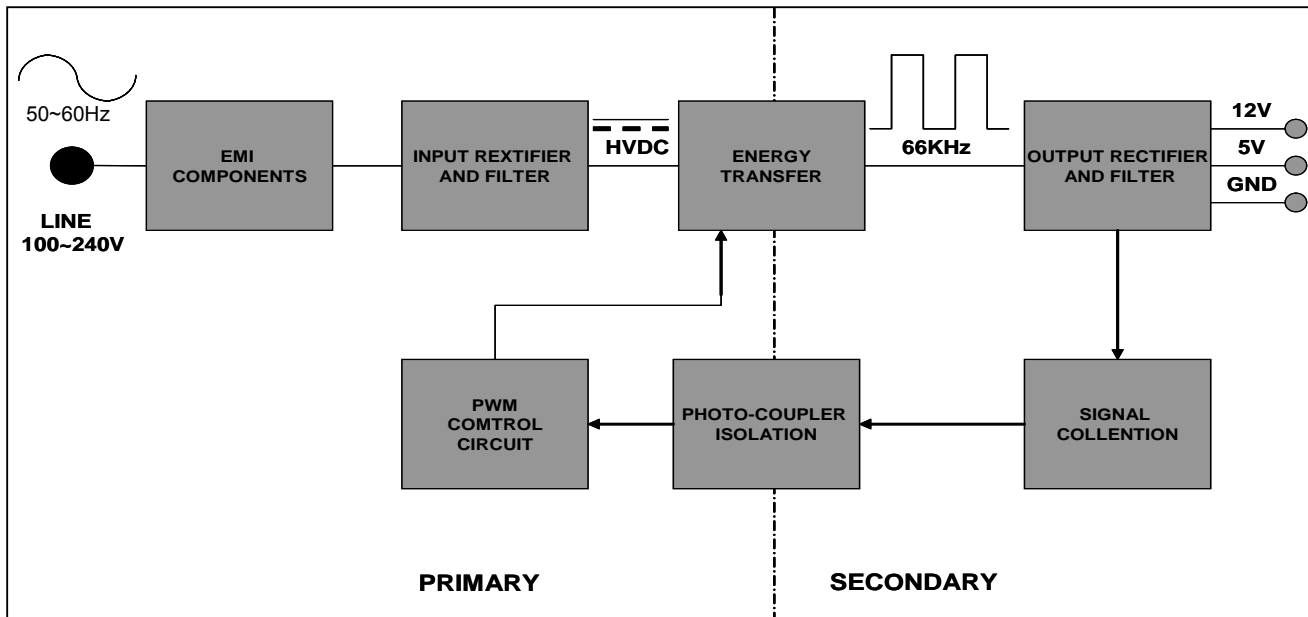 50~60Hz
LINE
100~240V
EMI
COMPONENTS
INPUT REXTIFIER
AND FILTER
HVDC
ENERGY
TRANSFER
66KHz
OUTPUT RECTIFIER
AND FILTER
12V
5V
GND
PWM
COMTROL
CIRCUIT
PHOTO-COUPLER
ISOLATION
SIGNAL
COLLENTION
PRIMARY
SECONDARY